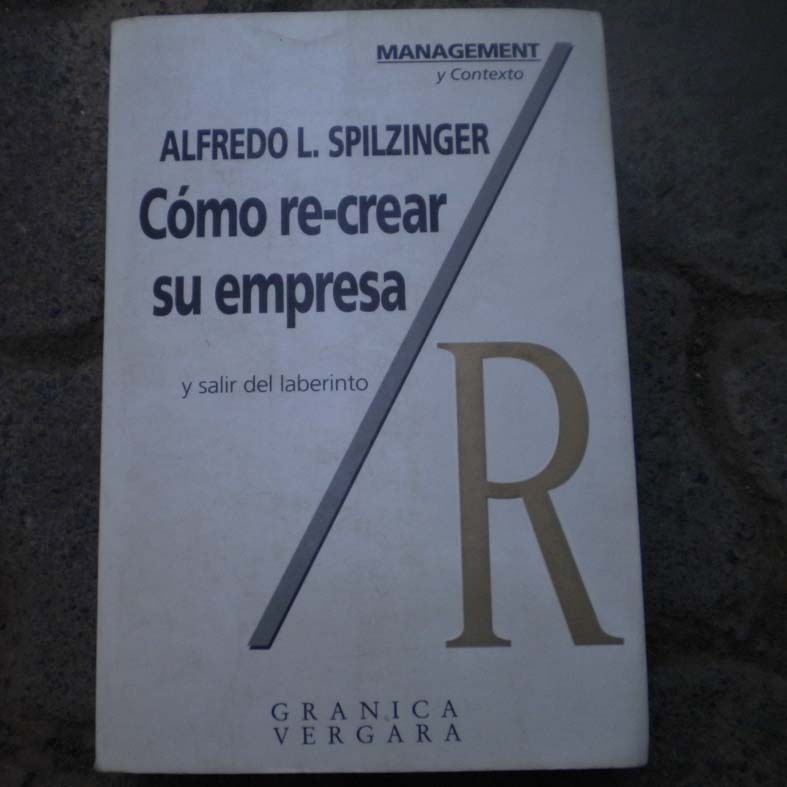 MANAGEMENT
y Contexto
ALFREDO L. SPILZINGER
Cómo re-crear
su empresa
y salir del laberinto
R
GRANICA
VERGARA